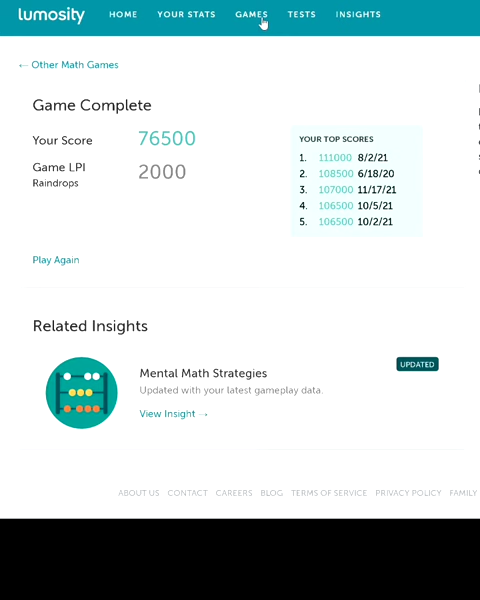 lumosity HOME YOUR STATS GAMES TESTS INSIGHTS
← Other Math Games
Game Complete
Your Score 76500
Game LPI 2000
Raindrops
YOUR TOP SCORES
1. 111000 8/2/21
2. 108500 6/18/20
3. 107000 11/17/21
4. 106500 10/5/21
5. 106500 10/2/21
Play Again
Related Insights
Mental Math Strategies
UPDATED
Updated with your latest gameplay data.
View Insight →
ABOUT US CONTACT CAREERS BLOG TERMS OF SERVICE PRIVACY POLICY FAMILY